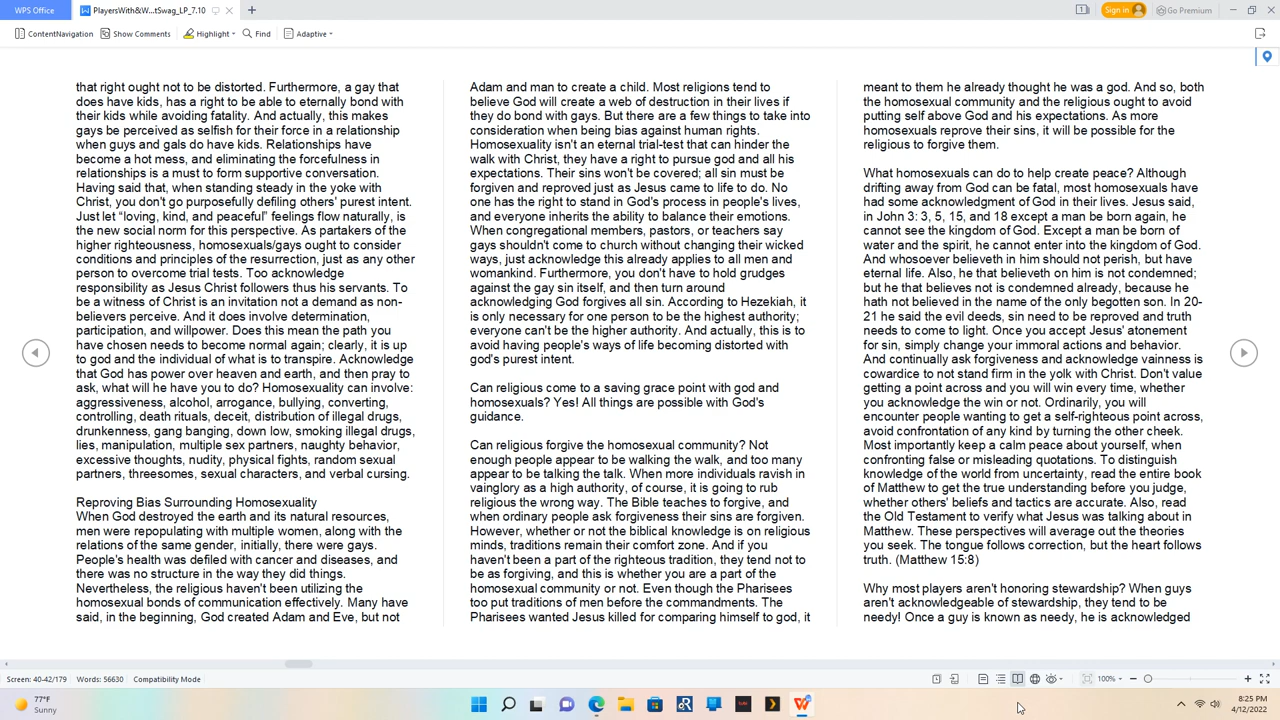 WPS Office
PlayersWith&W...tSwag_LP_7.10
1
Sign in
Go Premium
ContentNavigation
Show Comments
Highlight
Find
Adaptive
that right ought not to be distorted. Furthermore, a gay that
does have kids, has a right to be able to eternally bond with
their kids while avoiding fatality. And actually, this makes
gays be perceived as selfish for their force in a relationship
when guys and gals do have kids. Relationships have
become a hot mess, and eliminating the forcefulness in
relationships is a must to form supportive conversation.
Having said that, when standing steady in the yoke with
Christ, you don't go purposefully defiling others' purest intent.
Just let “loving, kind, and peaceful” feelings flow naturally, is
the new social norm for this perspective. As partakers of the
higher righteousness, homosexuals/gays ought to consider
conditions and principles of the resurrection, just as any other
person to overcome trial tests. Too acknowledge
responsibility as Jesus Christ followers thus his servants. To
be a witness of Christ is an invitation not a demand as non-
believers perceive. And it does involve determination,
participation, and willpower. Does this mean the path you
have chosen needs to become normal again; clearly, it is up
to god and the individual of what is to transpire. Acknowledge
that God has power over heaven and earth, and then pray to
ask, what will he have you to do? Homosexuality can involve:
aggressiveness, alcohol, arrogance, bullying, converting,
controlling, death rituals, deceit, distribution of illegal drugs,
drunkenness, gang banging, down low, smoking illegal drugs,
lies, manipulation, multiple sex partners, naughty behavior,
excessive thoughts, nudity, physical fights, random sexual
partners, threesomes, sexual characters, and verbal cursing.
Reproving Bias Surrounding Homosexuality
When God destroyed the earth and its natural resources,
men were repopulating with multiple women, along with the
relations of the same gender, initially, there were gays.
People's health was defiled with cancer and diseases, and
there was no structure in the way they did things.
Nevertheless, the religious haven't been utilizing the
homosexual bonds of communication effectively. Many have
said, in the beginning, God created Adam and Eve, but not
Adam and man to create a child. Most religions tend to
believe God will create a web of destruction in their lives if
they do bond with gays. But there are a few things to take into
consideration when being bias against human rights.
Homosexuality isn't an eternal trial-test that can hinder the
walk with Christ, they have a right to pursue god and all his
expectations. Their sins won't be covered; all sin must be
forgiven and reproved just as Jesus came to life to do. No
one has the right to stand in God's process in people's lives,
and everyone inherits the ability to balance their emotions.
When congregational members, pastors, or teachers say
gays shouldn't come to church without changing their wicked
ways, just acknowledge this already applies to all men and
womankind. Furthermore, you don't have to hold grudges
against the gay sin itself, and then turn around
acknowledging God forgives all sin. According to Hezekiah, it
is only necessary for one person to be the highest authority;
everyone can't be the higher authority. And actually, this is to
avoid having people's ways of life becoming distorted with
god's purest intent.
Can religious come to a saving grace point with god and
homosexuals? Yes! All things are possible with God's
guidance.
Can religious forgive the homosexual community? Not
enough people appear to be walking the walk, and too many
appear to be talking the talk. When more individuals ravish in
vainglory as a high authority, of course, it is going to rub
religious the wrong way. The Bible teaches to forgive, and
when ordinary people ask forgiveness their sins are forgiven.
However, whether or not the biblical knowledge is on religious
minds, traditions remain their comfort zone. And if you
haven't been a part of the righteous tradition, they tend not to
be as forgiving, and this is whether you are a part of the
homosexual community or not. Even though the Pharisees
too put traditions of men before the commandments. The
Pharisees wanted Jesus killed for comparing himself to god, it
meant to them he already thought he was a god. And so, both
the homosexual community and the religious ought to avoid
putting self above God and his expectations. As more
homosexuals reprove their sins, it will be possible for the
religious to forgive them.
What homosexuals can do to help create peace? Although
drifting away from God can be fatal, most homosexuals have
had some acknowledgment of God in their lives. Jesus said,
in John 3: 3, 5, 15, and 18 except a man be born again, he
cannot see the kingdom of God. Except a man be born of
water and the spirit, he cannot enter into the kingdom of God.
And whosoever believeth in him should not perish, but have
eternal life. Also, he that believeth on him is not condemned;
but he that believes not is condemned already, because he
hath not believed in the name of the only begotten son. In 20-
21 he said the evil deeds, sin need to be reproved and truth
needs to come to light. Once you accept Jesus' atonement
for sin, simply change your immoral actions and behavior.
And continually ask forgiveness and acknowledge vainness is
cowardice to not stand firm in the yolk with Christ. Don't value
getting a point across and you will win every time, whether
you acknowledge the win or not. Ordinarily, you will
encounter people wanting to get a self-righteous point across,
avoid confrontation of any kind by turning the other cheek.
Most importantly keep a calm peace about yourself, when
confronting false or misleading quotations. To distinguish
knowledge of the world from uncertainty, read the entire book
of Matthew to get the true understanding before you judge,
whether others' beliefs and tactics are accurate. Also, read
the Old Testament to verify what Jesus was talking about in
Matthew. These perspectives will average out the theories
you seek. The tongue follows correction, but the heart follows
truth. (Matthew 15:8)
Why most players aren't honoring stewardship? When guys
aren't acknowledgeable of stewardship, they tend to be
needy! Once a guy is known as needy, he is acknowledged
Screen: 40-42/179
Words: 56630
Compatibility Mode
100%
77°F
Sunny
8:25 PM
4/12/2022